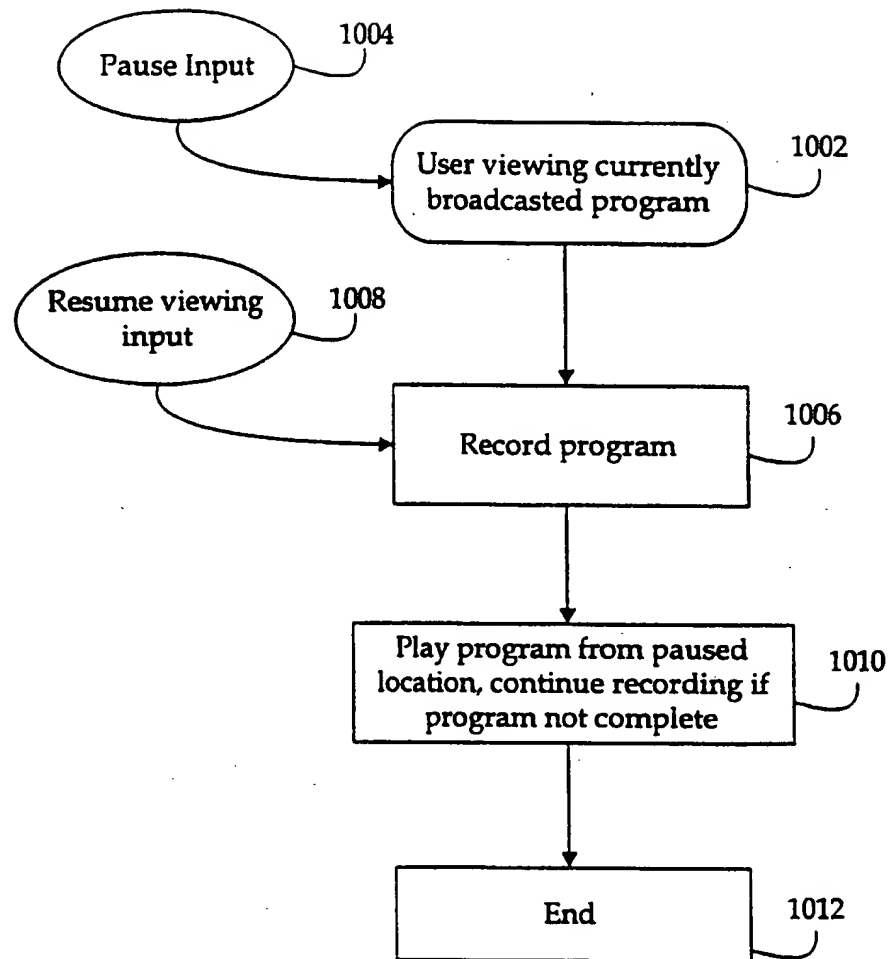 1004
Pause Input
1002
User viewing currently
broadcasted program
1008
Resume viewing
input
1006
Record program
1010
Play program from paused
location, continue recording if
program not complete
End
1012